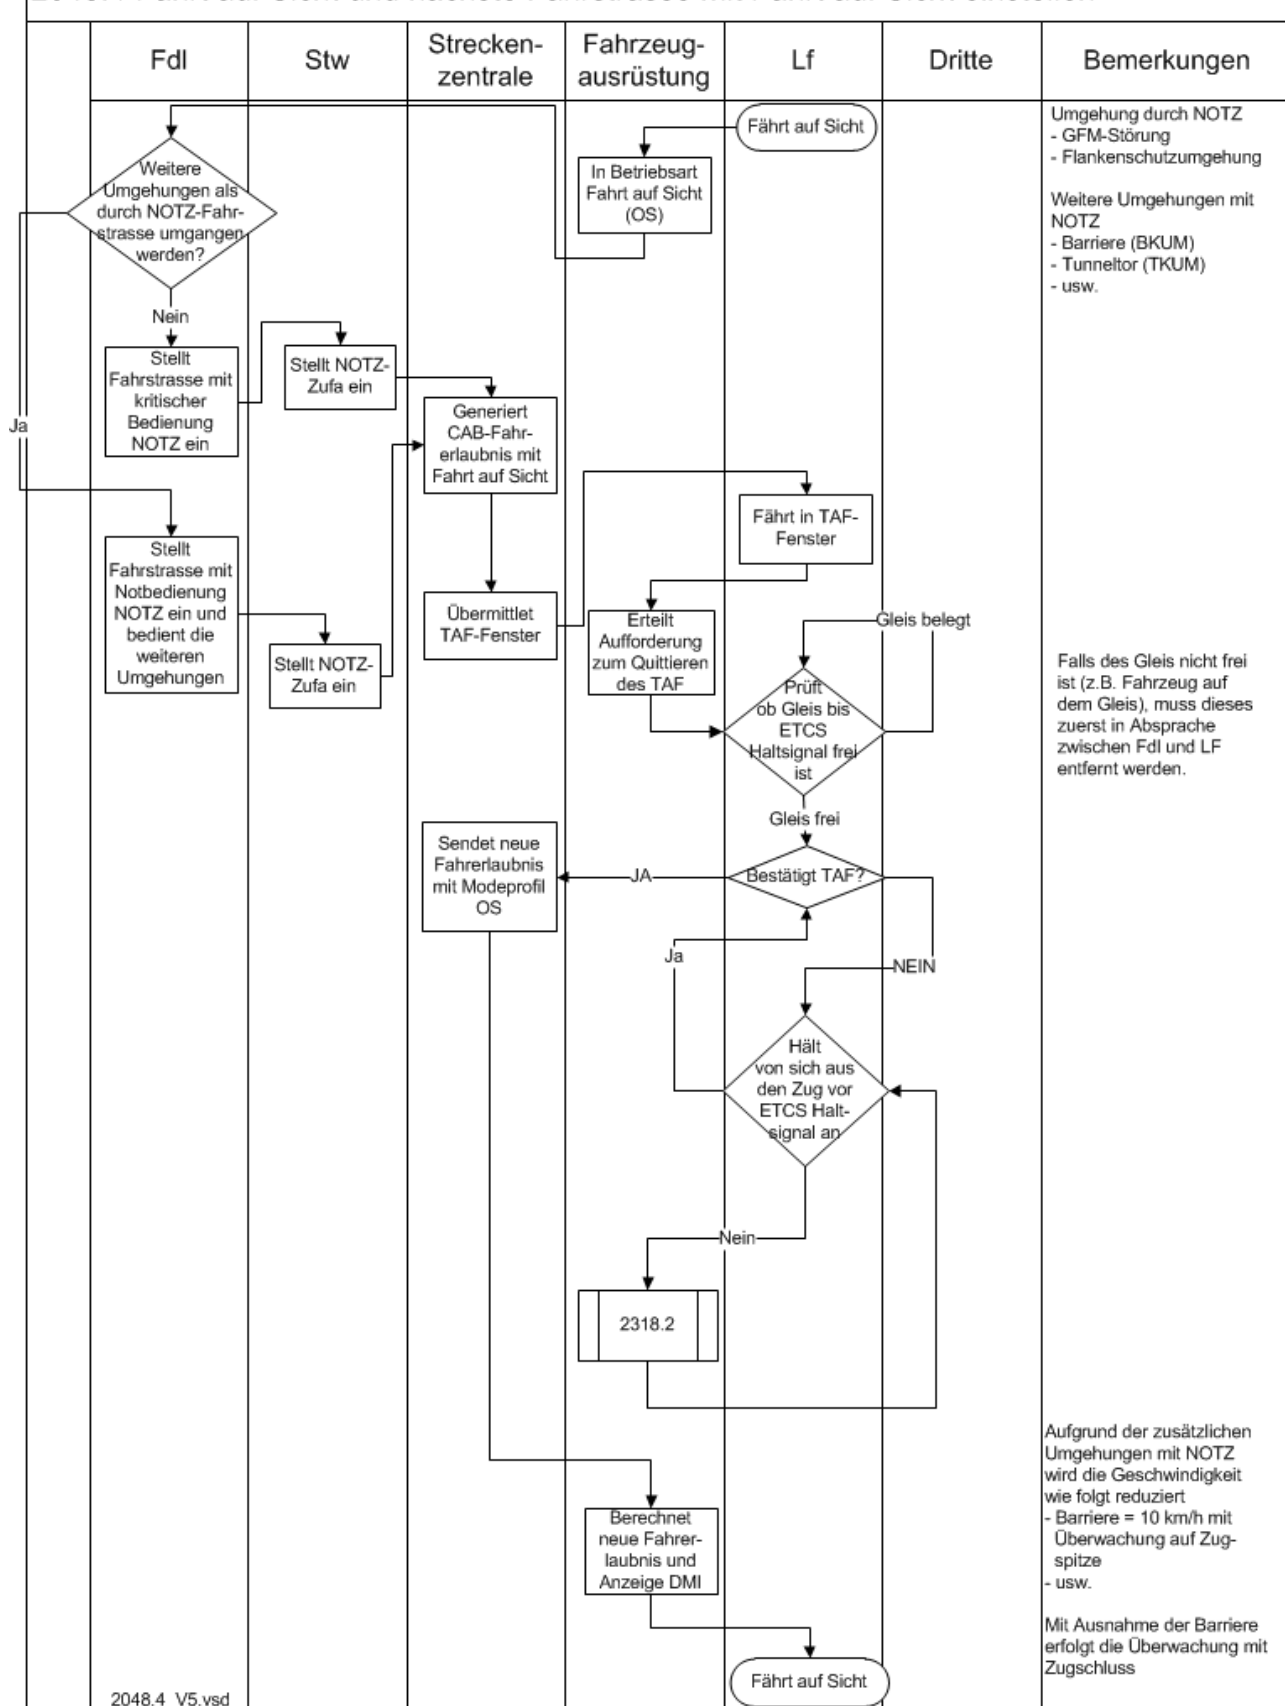 Fdl
Stw
Strecken-
zentrale
Fahrzeug-
ausrüstung
Lf
Dritte
Bemerkungen
Fährt auf Sicht
In Betriebsart
Fahrt auf Sicht
(OS)
Weitere
Umgehungen als
durch NOTZ-Fahr-
strasse umgangen
werden?
Nein
Ja
Stellt
Fahrstrasse mit
kritischer
Bedienung
NOTZ ein
Stellt NOTZ-
Zufa ein
Generiert
CAB-Fahr-
erlaubnis mit
Fahrt auf Sicht
Stellt
Fahrstrasse mit
Notbedienung
NOTZ ein und
bedient die
weiteren
Umgehungen
Stellt NOTZ-
Zufa ein
Übermittlet
TAF-Fenster
Fährt in TAF-
Fenster
Erteilt
Aufforderung
zum Quittieren
des TAF
Gleis belegt
Prüft
ob Gleis bis
ETCS
Haltsignal frei
ist
Gleis frei
Bestätigt TAF?
JA
Sendet neue
Fahrerlaubnis
mit Modeprofil
OS
NEIN
Ja
Hält
von sich aus
den Zug vor
ETCS Halt-
signal an
Nein
2318.2
Berechnet
neue Fahrer-
laubnis und
Anzeige DMI
Fährt auf Sicht
Umgehung durch NOTZ
- GFM-Störung
- Flankenschutzumgehung
Weitere Umgehungen mit
NOTZ
- Barriere (BKUM)
- Tunneltor (TKUM)
- usw.
Falls des Gleis nicht frei
ist (z.B. Fahrzeug auf
dem Gleis), muss dieses
zuerst in Absprache
zwischen Fdl und LF
entfernt werden.
Aufgrund der zusätzlichen
Umgehungen mit NOTZ
wird die Geschwindigkeit
wie folgt reduziert
- Barriere = 10 km/h mit
Überwachung auf Zug-
spitze
- usw.
Mit Ausnahme der Barriere
erfolgt die Überwachung mit
Zugschluss
2048.4_V5.vsd